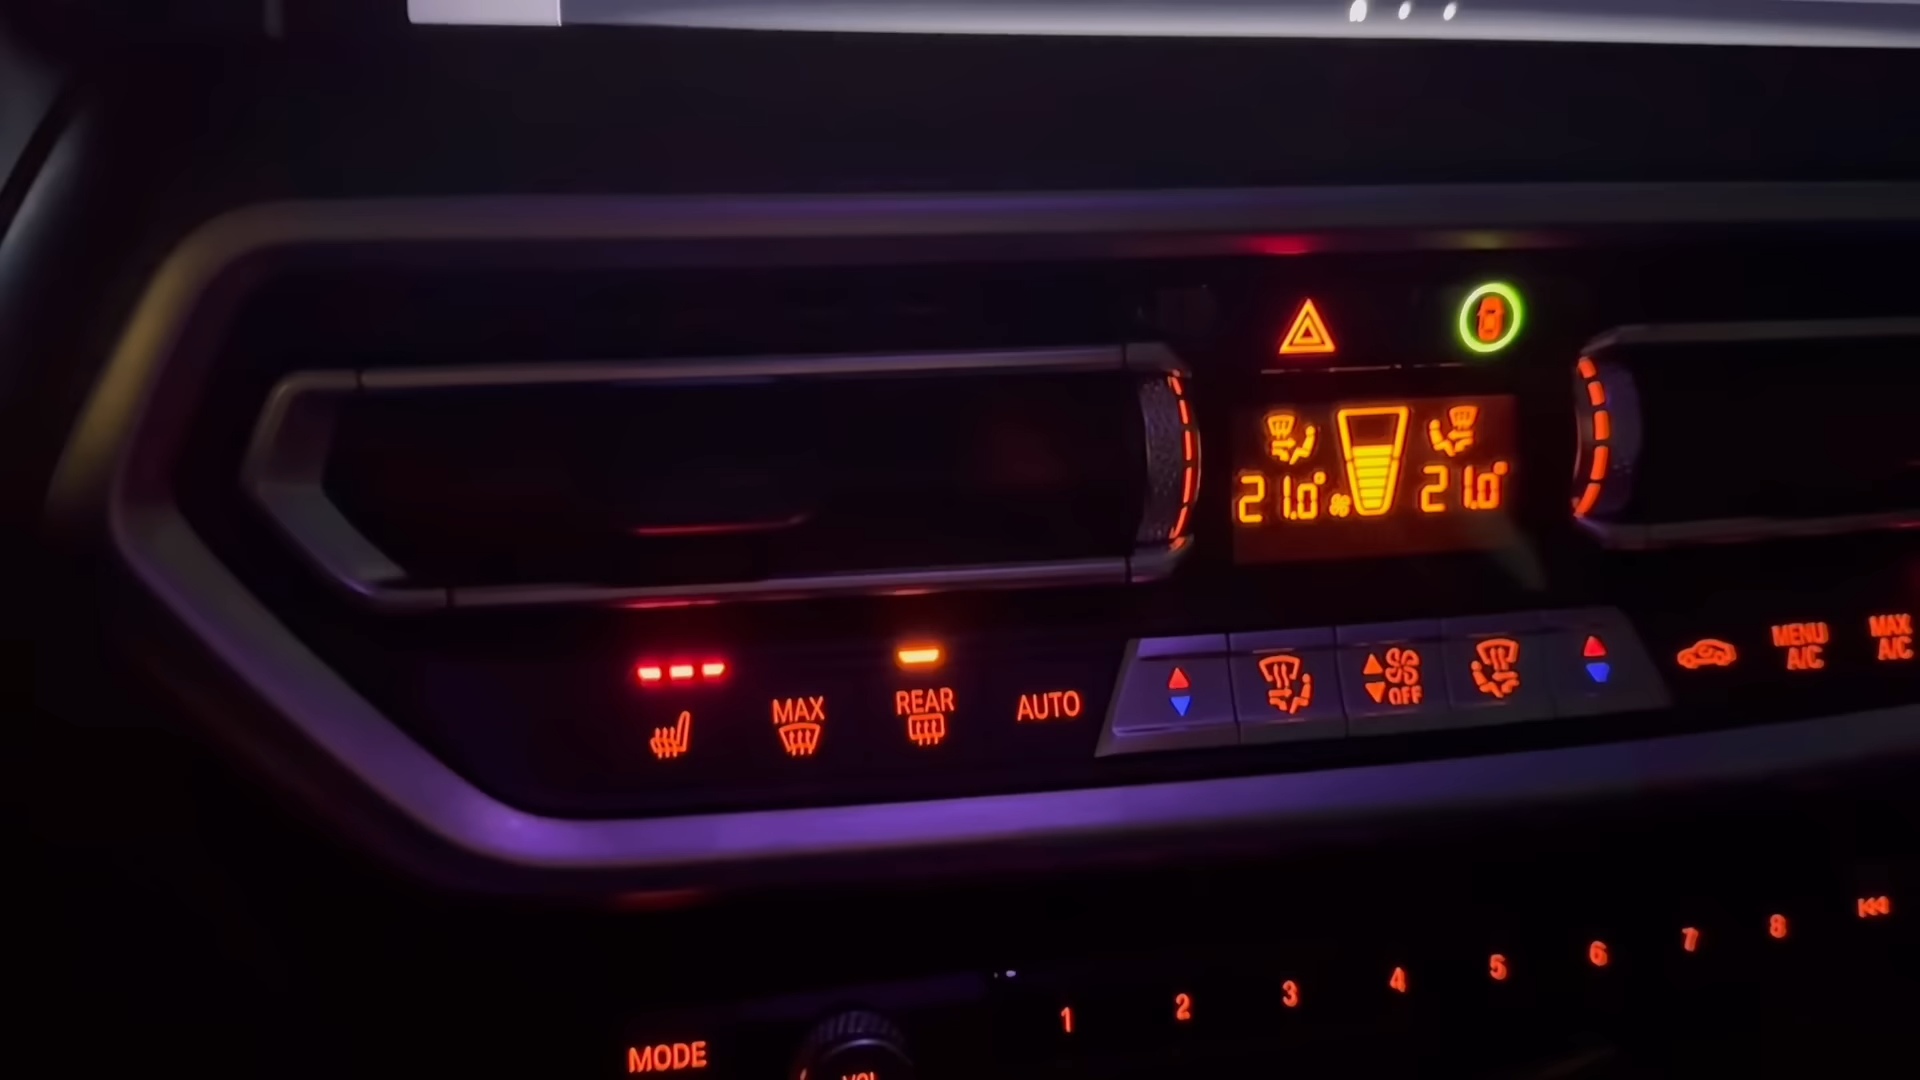 21.0°
21.0°
MAX
REAR
AUTO
OFF
MENU
A/C
MAX
A/C
1 2 3 4 5 6 7 8
MODE
VOL